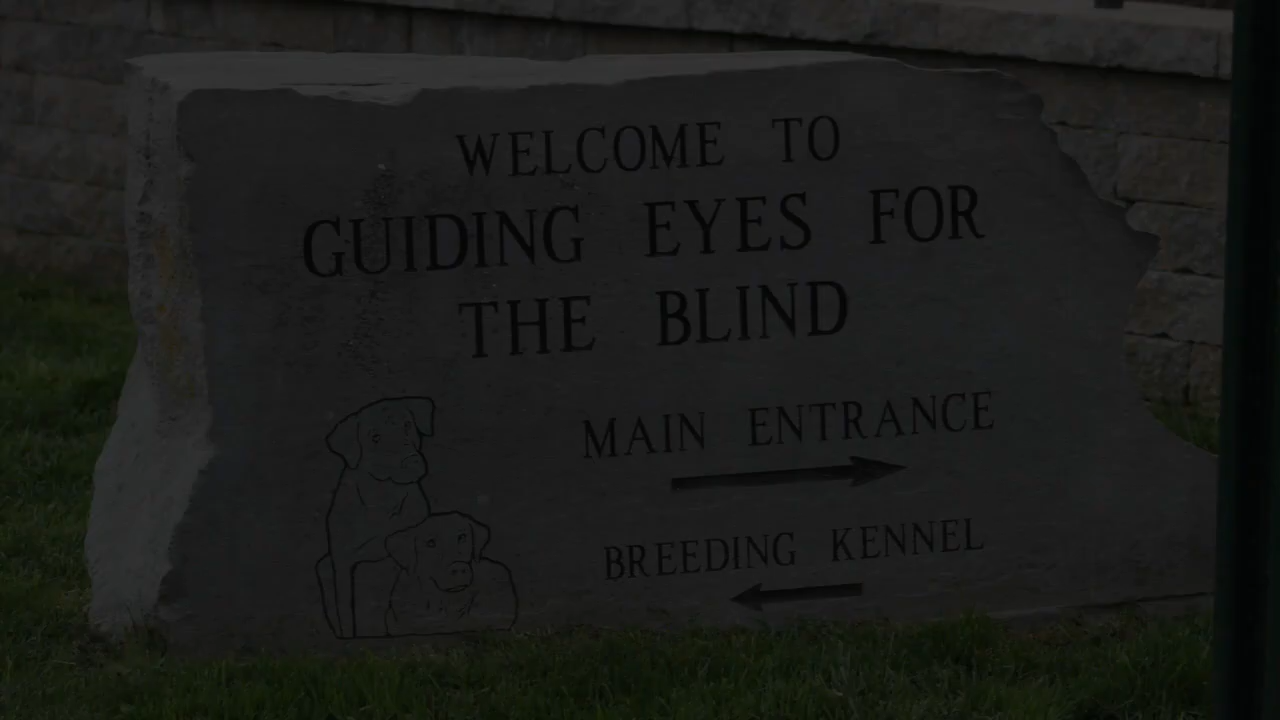 WELCOME TO
GUIDING EYES FOR
THE BLIND
MAIN ENTRANCE
BREEDING KENNEL